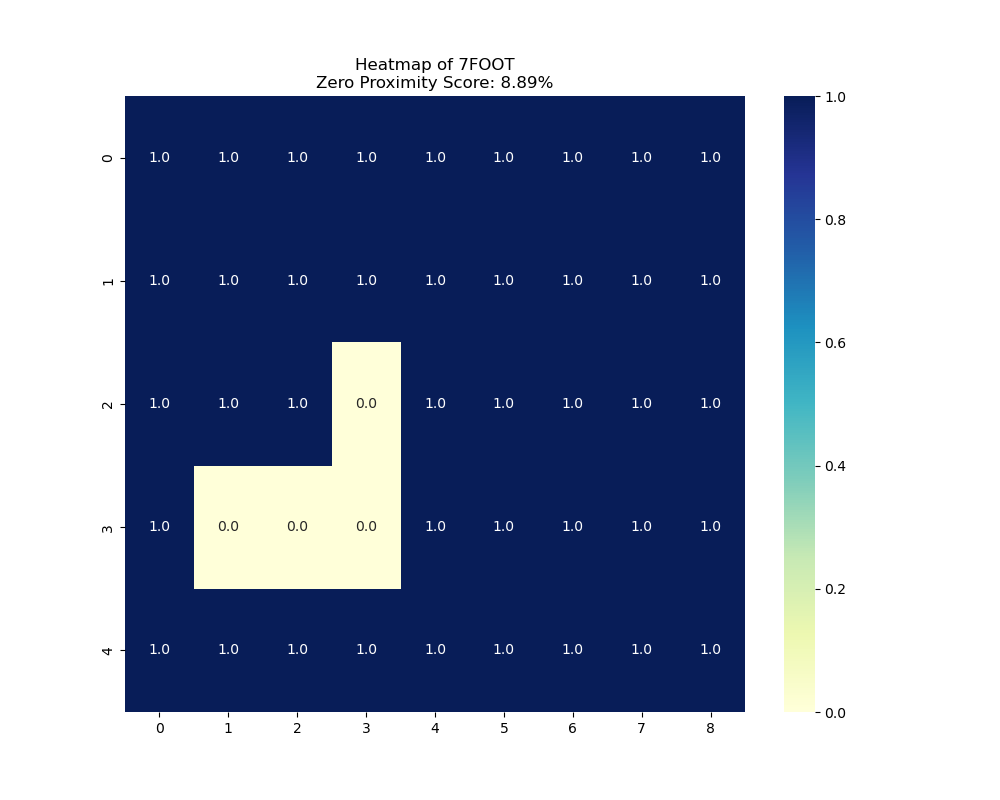 Heatmap of 7FOOT
Zero Proximity Score: 8.89%
0 1.0 1.0 1.0 1.0 1.0 1.0 1.0 1.0 1.0
1 1.0 1.0 1.0 1.0 1.0 1.0 1.0 1.0 1.0
2 1.0 1.0 1.0 0.0 1.0 1.0 1.0 1.0 1.0
3 1.0 0.0 0.0 0.0 1.0 1.0 1.0 1.0 1.0
4 1.0 1.0 1.0 1.0 1.0 1.0 1.0 1.0 1.0
0 1 2 3 4 5 6 7 8
1.0
0.8
0.6
0.4
0.2
0.0